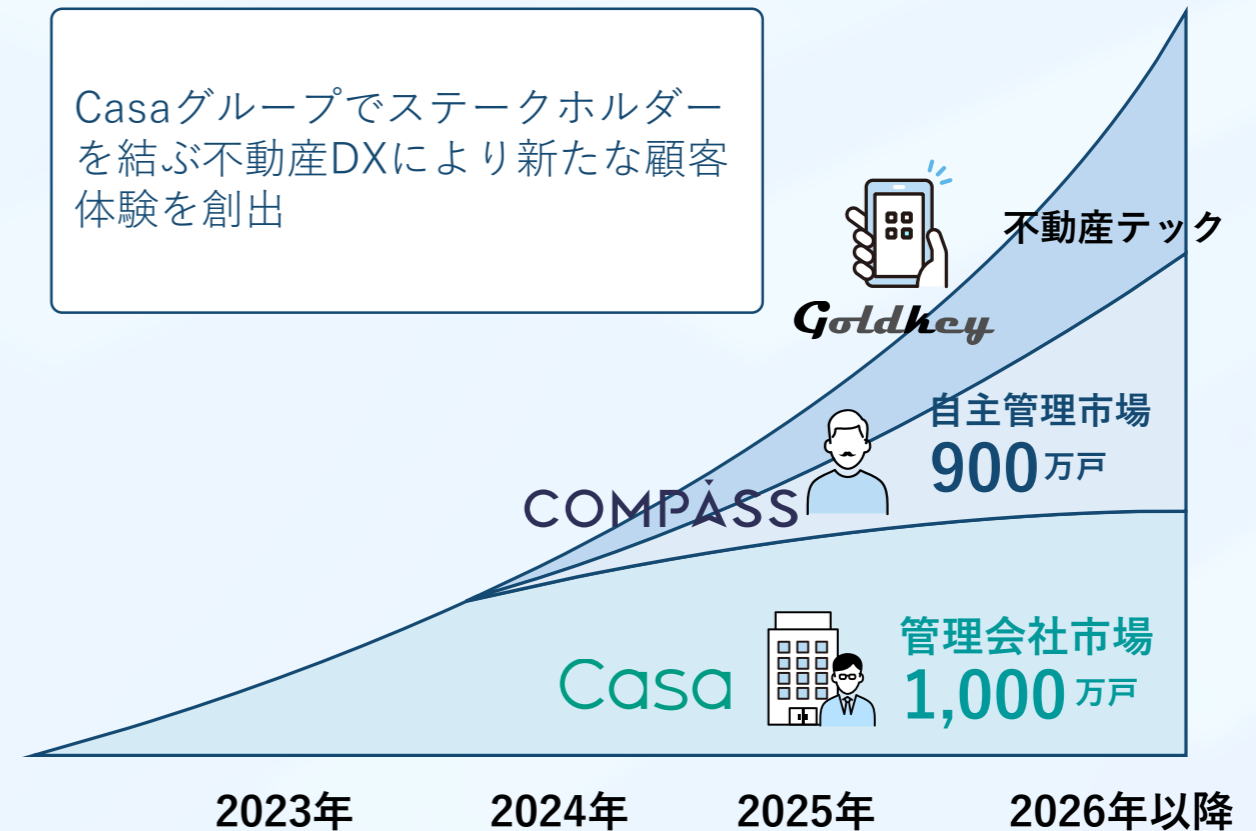 Casaグループでステークホルダー
を結ぶ不動産DXにより新たな顧客
体験を創出
不動産テック
Goldkey
自主管理市場
900万戸
COMPASS
管理会社市場
Casa
1,000万戸
2023年 2024年 2025年 2026年以降